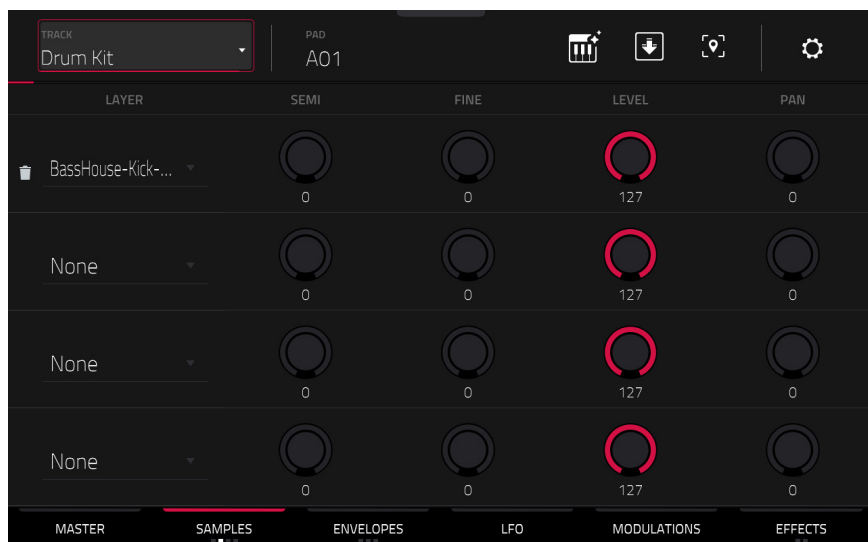 TRACK
Drum Kit
PAD
A01
LAYER SEMI FINE LEVEL PAN
BassHouse-Kick-... 0 0 127 0
None 0 0 127 0
None 0 0 127 0
None 0 0 127 0
MASTER SAMPLES ENVELOPES LFO MODULATIONS EFFECTS